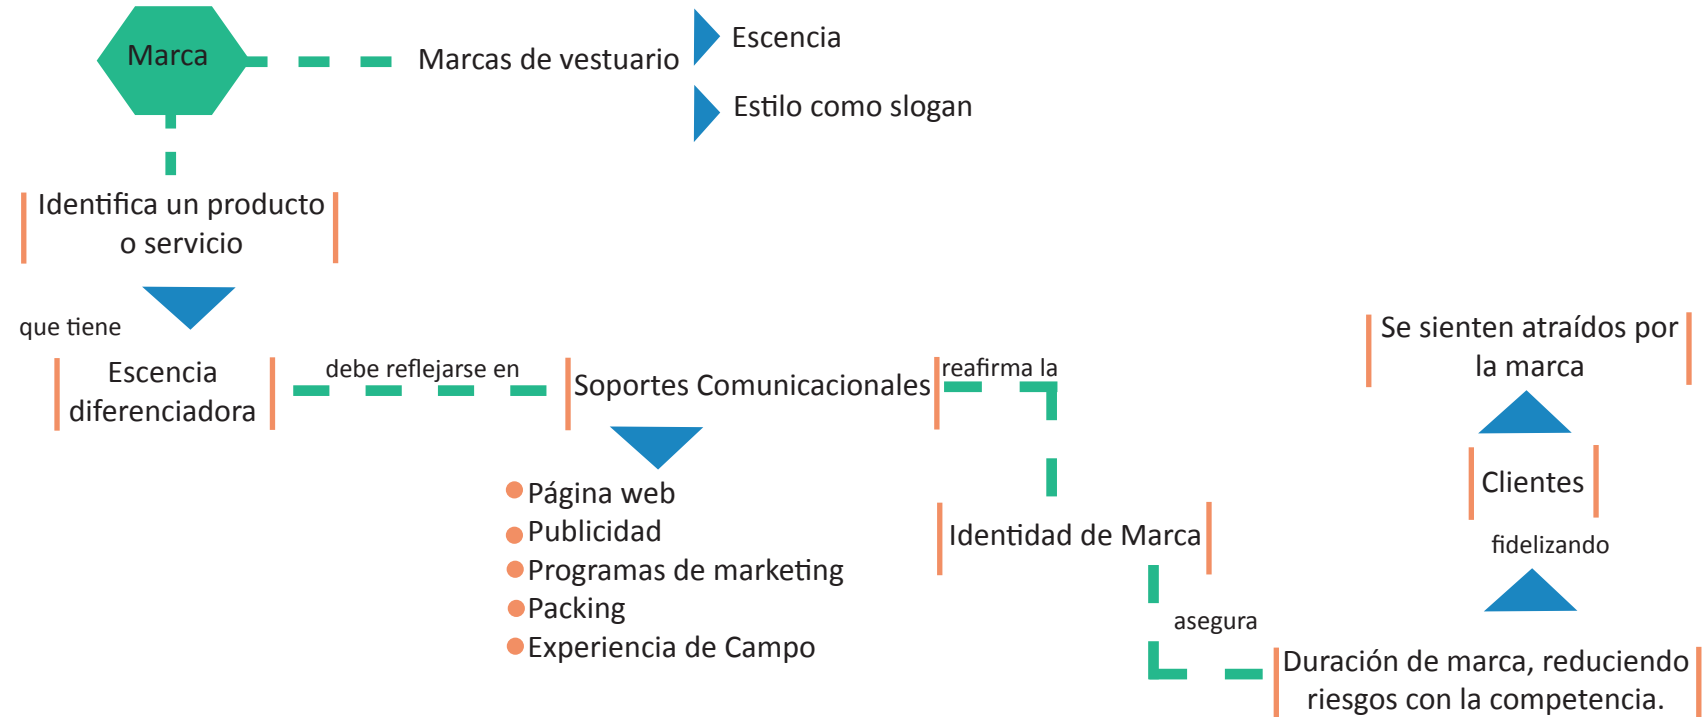 Marca
Marcas de vestuario
Escencia
Estilo como slogan
Identifica un producto
o servicio
que tiene
Escencia
diferenciadora
debe reflejarse en
Soportes Comunicacionales
Página web
Publicidad
Programas de marketing
Packing
Experiencia de Campo
reafirma la
Identidad de Marca
asegura
Duración de marca, reduciendo
riesgos con la competencia.
fidelizando
Clientes
Se sienten atraídos por
la marca